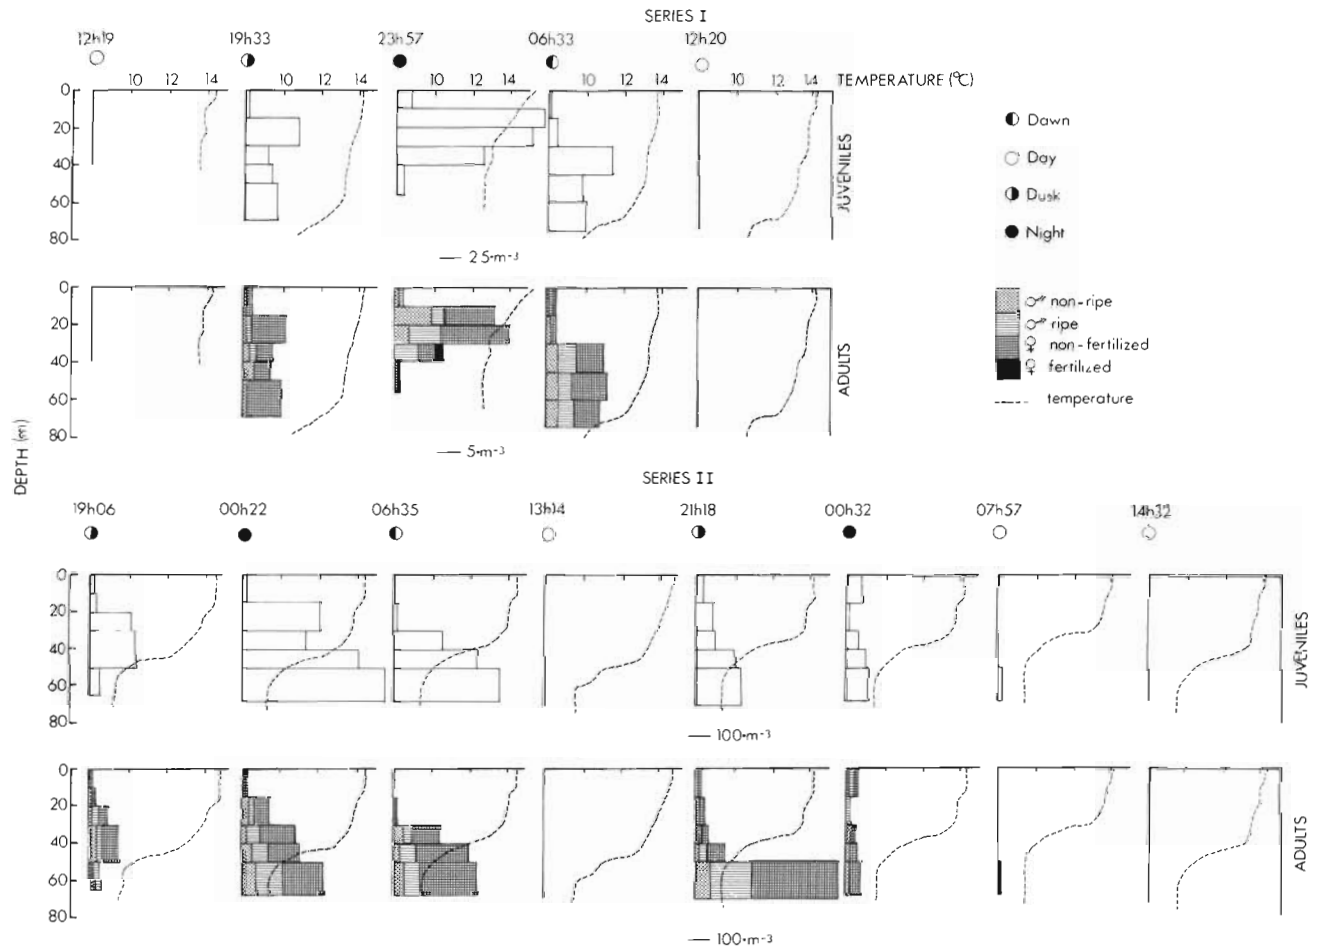 SERIES I
12h19 19h33 23h57 06h33 12h20
10 12 14 10 12 14 10 12 14 10 12 14 10 12 14 TEMPERATURE (°C)
0
20
40
60
80
JUVENILES
2.5•m-3
Dawn
Day
Dusk
Night
0
20
40
60
80
ADULTS
5•m-3
♂ non-ripe
♂ ripe
♀ non-fertilized
♀ fertilized
temperature
DEPTH (m)
SERIES II
19h06 00h22 06h35 13h14 21h18 00h32 07h57 14h32
0
20
40
60
80
JUVENILES
100•m-3
0
20
40
60
80
ADULTS
100•m-3